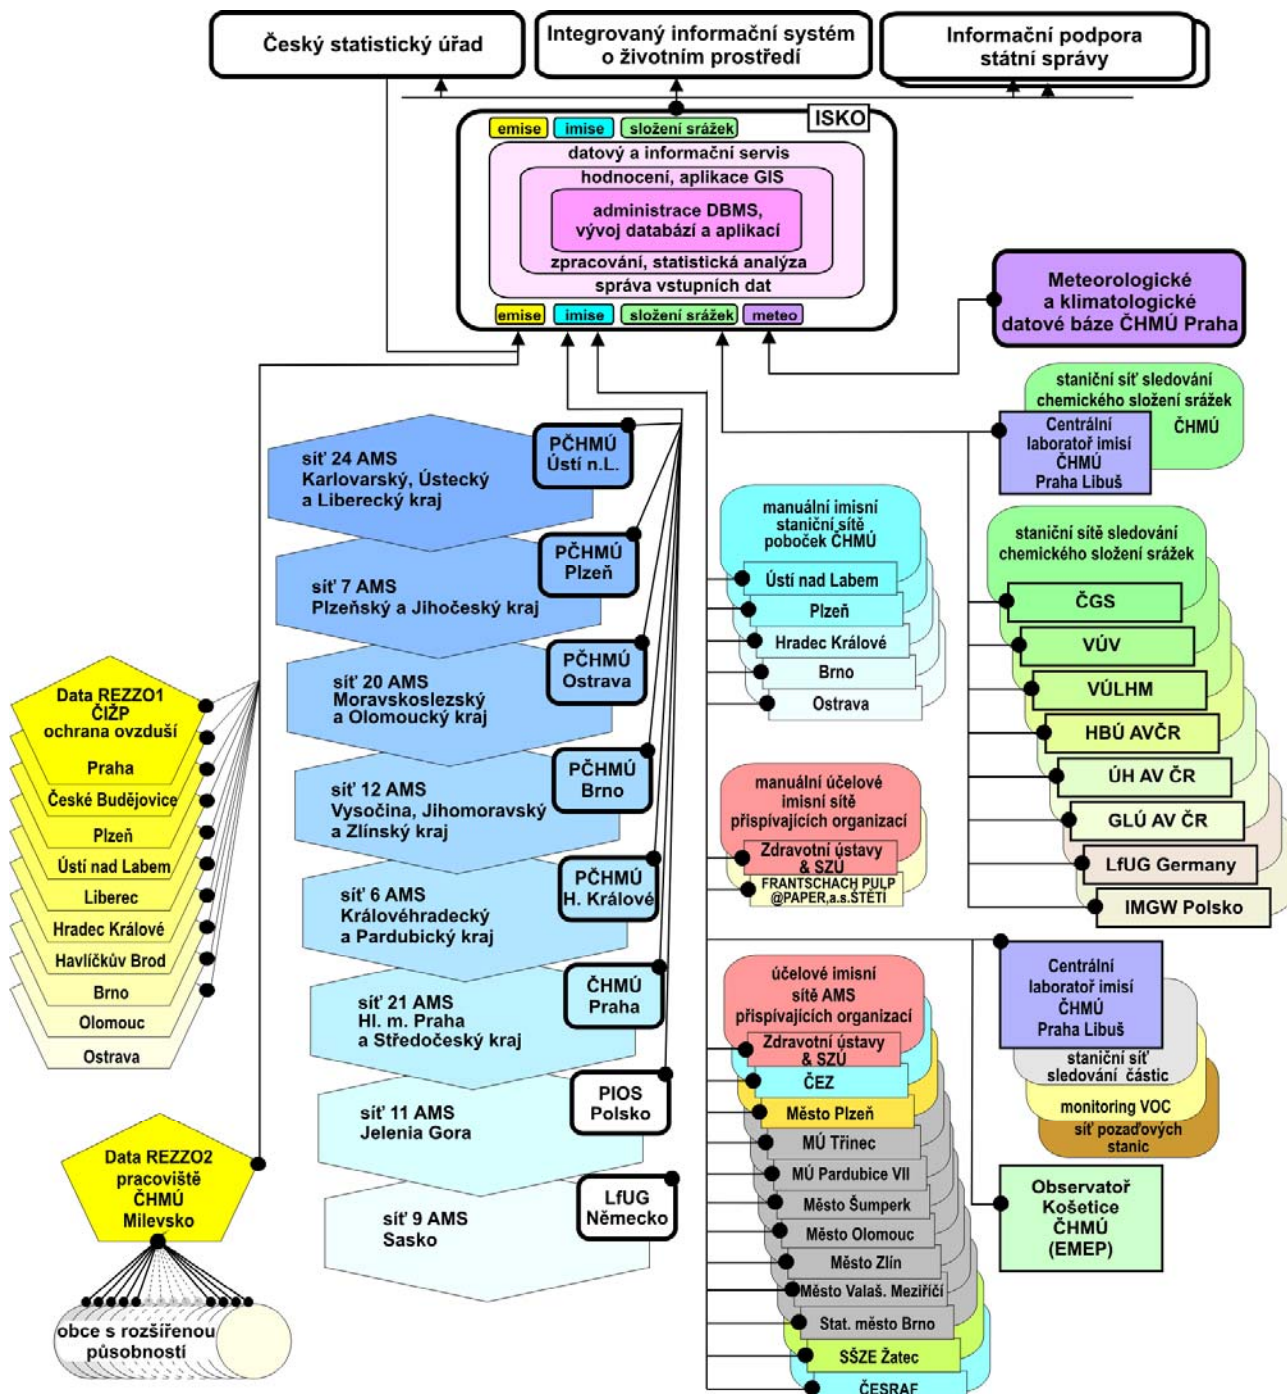 Český statistický úřad
Integrovaný informační systém
o životním prostředí
Informační podpora
státní správy
ISKO
emise
imise
složení srážek
datový a informační servis
hodnocení, aplikace GIS
administrace DBMS,
vývoj databází a aplikací
zpracování, statistická analýza
správa vstupních dat
emise
imise
složení srážek
meteo
Meteorologické
a klimatologické
datové báze ČHMÚ Praha
staniční síť sledování
chemického složení srážek
ČHMÚ
Centrální
laboratoř imisí
ČHMÚ
Praha Libuš
síť 24 AMS
Karlovarský, Ústecký
a Liberecký kraj
PČHMÚ
Ústí n.L.
síť 7 AMS
Plzeňský a Jihočeský kraj
PČHMÚ
Plzeň
síť 20 AMS
Moravskoslezský
a Olomoucký kraj
PČHMÚ
Ostrava
síť 12 AMS
Vysočina, Jihomoravský
a Zlínský kraj
PČHMÚ
Brno
síť 6 AMS
Královéhradecký
a Pardubický kraj
PČHMÚ
H. Králové
síť 21 AMS
Hl. m. Praha
a Středočeský kraj
ČHMÚ
Praha
síť 11 AMS
Jelenia Gora
PIOS
Polsko
síť 9 AMS
Sasko
LfUG
Německo
manuální imisní
staniční sítě
poboček ČHMÚ
Ústí nad Labem
Plzeň
Hradec Králové
Brno
Ostrava
manuální účelové
imisní sítě
přispívajících organizací
Zdravotní ústavy
& SZÚ
FRANTSCHACH PULP
@PAPER,a.s.ŠTĚTÍ
účelové imisní
sítě AMS
přispívajících organizací
Zdravotní ústavy
& SZÚ
ČEZ
Město Plzeň
MÚ Třinec
MÚ Pardubice VII
Město Šumperk
Město Olomouc
Město Zlín
Město Valaš. Meziříčí
Stat. město Brno
SŠZE Žatec
ČESRAF
staniční sítě sledování
chemického složení srážek
ČGS
VÚV
VÚLHM
HBÚ AVČR
ÚH AV ČR
GLÚ AV ČR
LfUG Germany
IMGW Polsko
Centrální
laboratoř imisí
ČHMÚ
Praha Libuš
staniční síť
sledování částic
monitoring VOC
síť pozaďových
stanic
Observatoř
Košetice
ČHMÚ
(EMEP)
Data REZZO1
ČIŽP
ochrana ovzduší
Praha
České Budějovice
Plzeň
Ústí nad Labem
Liberec
Hradec Králové
Havlíčkův Brod
Brno
Olomouc
Ostrava
Data REZZO2
pracoviště
ČHMÚ
Milevsko
obce s rozšířenou
působností